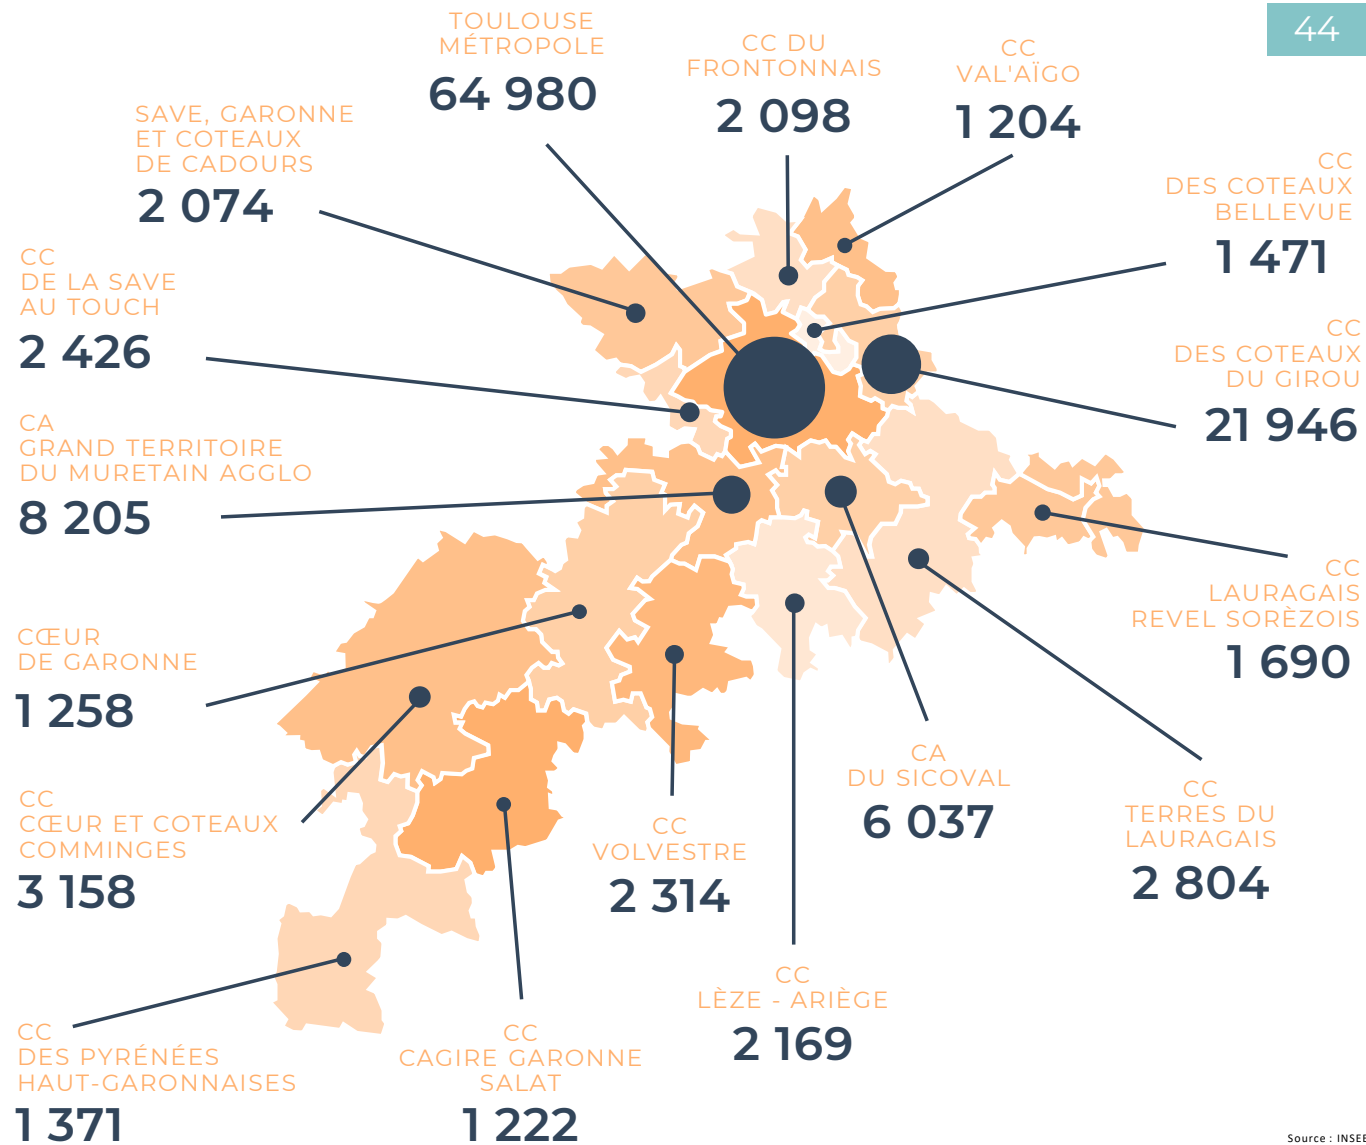 44
TOULOUSE
MÉTROPOLE
64 980
CC DU
FRONTONNAIS
2 098
CC
VAL'AÏGO
1 204
SAVE, GARONNE
ET COTEAUX
DE CADOURS
2 074
CC
DES COTEAUX
BELLEVUE
1 471
CC
DE LA SAVE
AU TOUCH
2 426
CC
DES COTEAUX
DU GIROU
21 946
CA
GRAND TERRITOIRE
DU MURETAIN AGGLO
8 205
CC
LAURAGAIS
REVEL SORÈZOIS
1 690
CŒUR
DE GARONNE
1 258
CA
DU SICOVAL
6 037
CC
TERRES DU
LAURAGAIS
2 804
CC
CŒUR ET COTEAUX
COMMINGES
3 158
CC
VOLVESTRE
2 314
CC
LÈZE - ARIÈGE
2 169
CC
DES PYRÉNÉES
HAUT-GARONNAISES
1 371
CC
CAGIRE GARONNE
SALAT
1 222
Source : INSEE